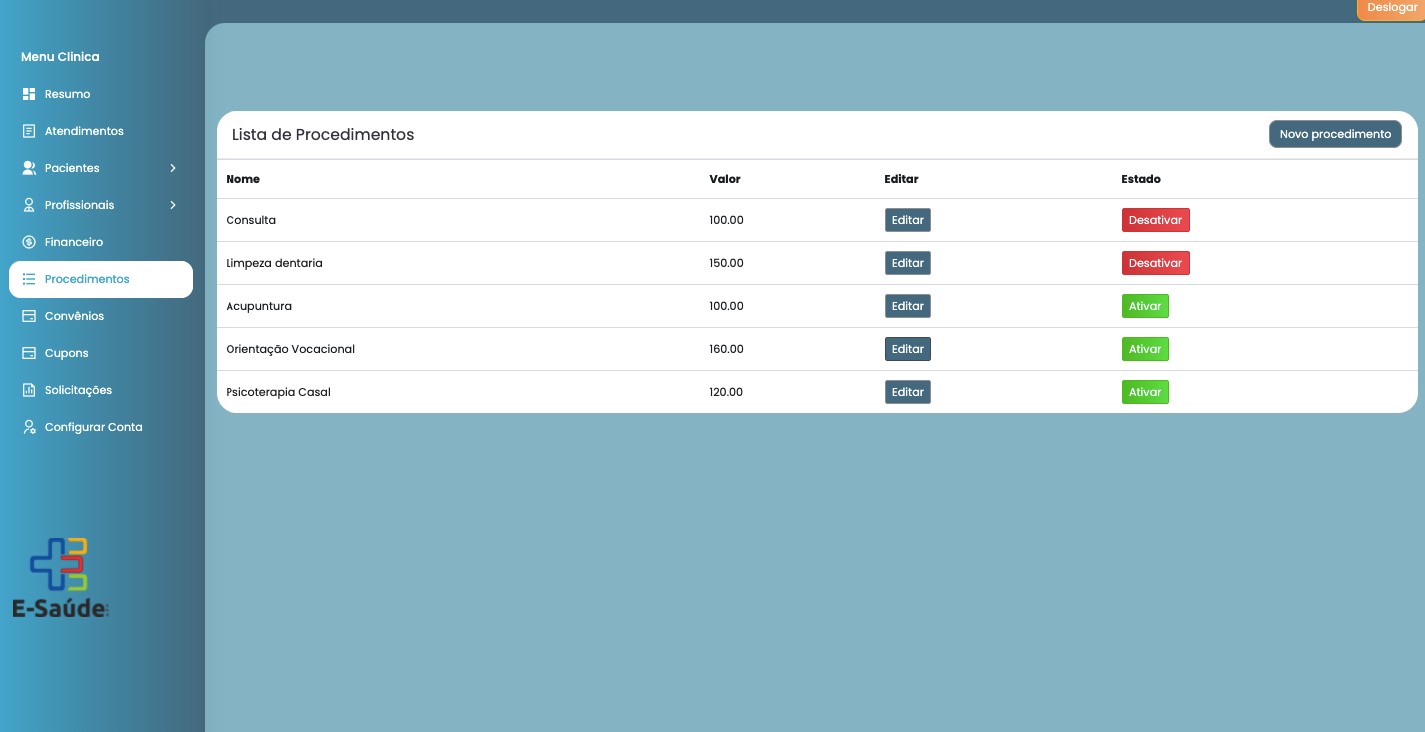 Deslogar
Menu Clinica
Resumo
Atendimentos
Pacientes
Profissionais
Financeiro
Procedimentos
Convênios
Cupons
Solicitações
Configurar Conta
E-Saúde
Lista de Procedimentos
Novo procedimento
Nome Valor Editar Estado
Consulta 100.00 Editar Desativar
Limpeza dentaria 150.00 Editar Desativar
Acupuntura 100.00 Editar Ativar
Orientação Vocacional 160.00 Editar Ativar
Psicoterapia Casal 120.00 Editar Ativar